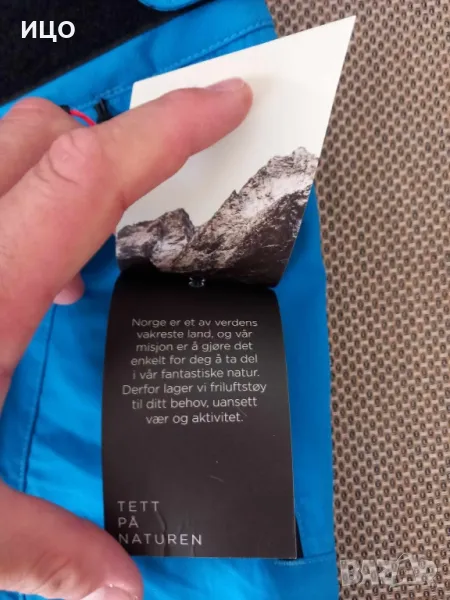 ИЦО
Norge er et av verdens
vakreste land, og vår
misjon er å gjøre det
enkelt for deg å ta del
i vår fantastiske natur.
Derfor lager vi friluftstøy
til ditt behov, uansett
vær og aktivitet.
TETT
PÅ
NATUREN